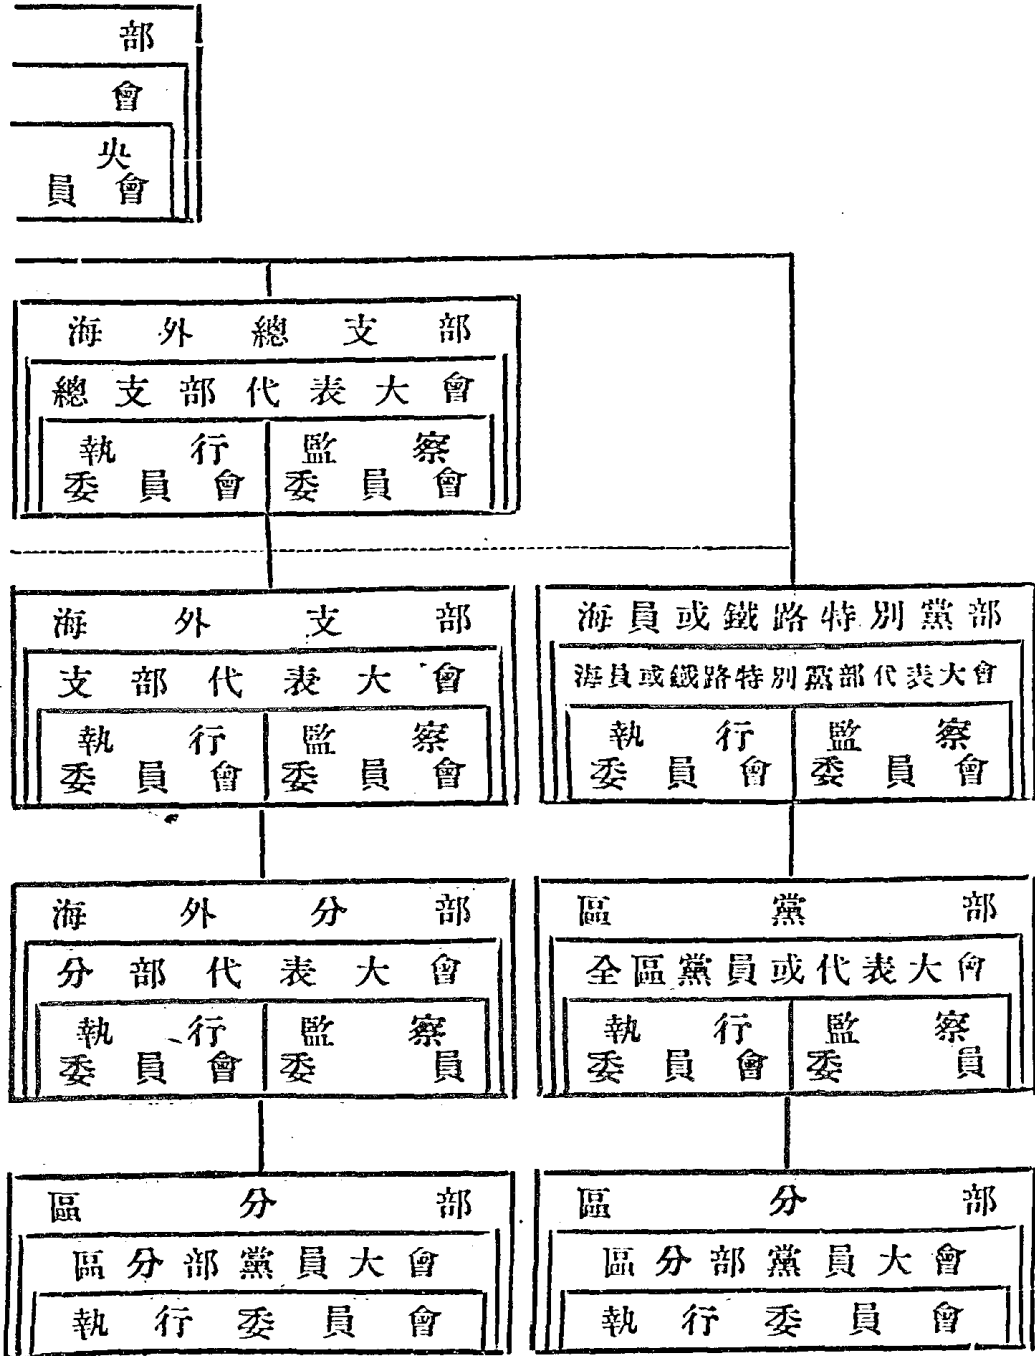 部
會
央
員會
海外總支部
總支部代表大會
執行
委員會
監察
委員會
海外支部
支部代表大會
執行
委員會
監察
委員會
海員或鐵路特別黨部
海員或鐵路特別黨部代表大會
執行
委員會
監察
委員會
海外分部
分部代表大會
執行
委員會
監察
委員
區黨部
全區黨員或代表大會
執行
委員會
監察
委員
區分部
區分部黨員大會
執行委員會
區分部
區分部黨員大會
執行委員會